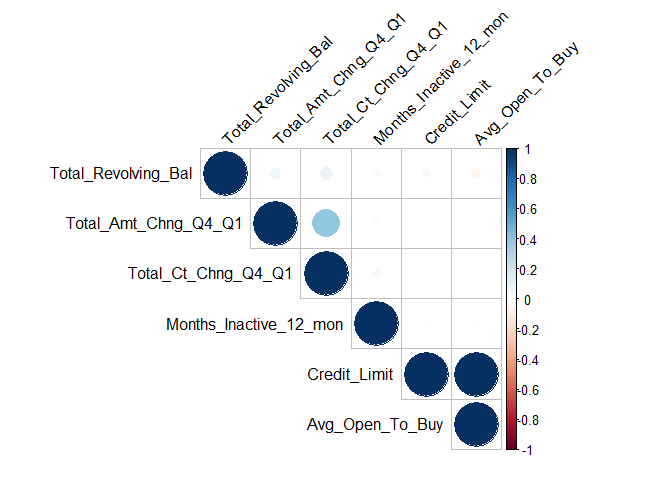 Total_Revolving_Bal
Total_Amt_Chng_Q4_Q1
Total_Ct_Chng_Q4_Q1
Months_Inactive_12_mon
Credit_Limit
Avg_Open_To_Buy
Total_Revolving_Bal
Total_Amt_Chng_Q4_Q1
Total_Ct_Chng_Q4_Q1
Months_Inactive_12_mon
Credit_Limit
Avg_Open_To_Buy
1
0.8
0.6
0.4
0.2
0
-0.2
-0.4
-0.6
-0.8
-1